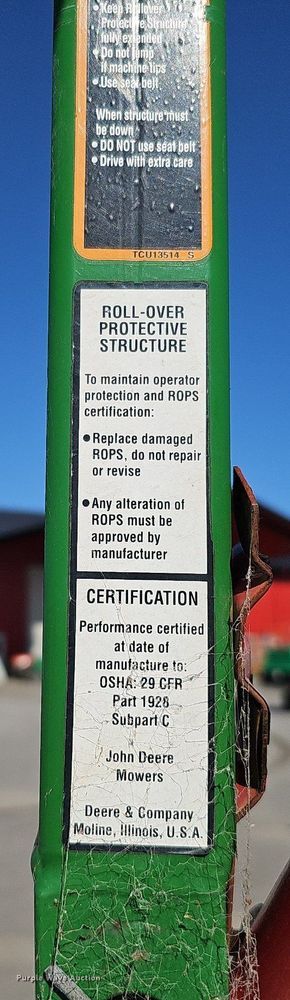 • Keep Rollover
Protective Structure
fully extended
• Do not jump
if machine tips
• Use seat belt
When structure must
be down
• DO NOT use seat belt
• Drive with extra care
TCU13514 S
ROLL-OVER
PROTECTIVE
STRUCTURE
To maintain operator
protection and ROPS
certification:
• Replace damaged
ROPS, do not repair
or revise
• Any alteration of
ROPS must be
approved by
manufacturer
CERTIFICATION
Performance certified
at date of
manufacture to:
OSHA: 29 CFR
Part 1928
Subpart C
John Deere
Mowers
Deere & Company
Moline, Illinois, U.S.A.
Purple Wave Auction